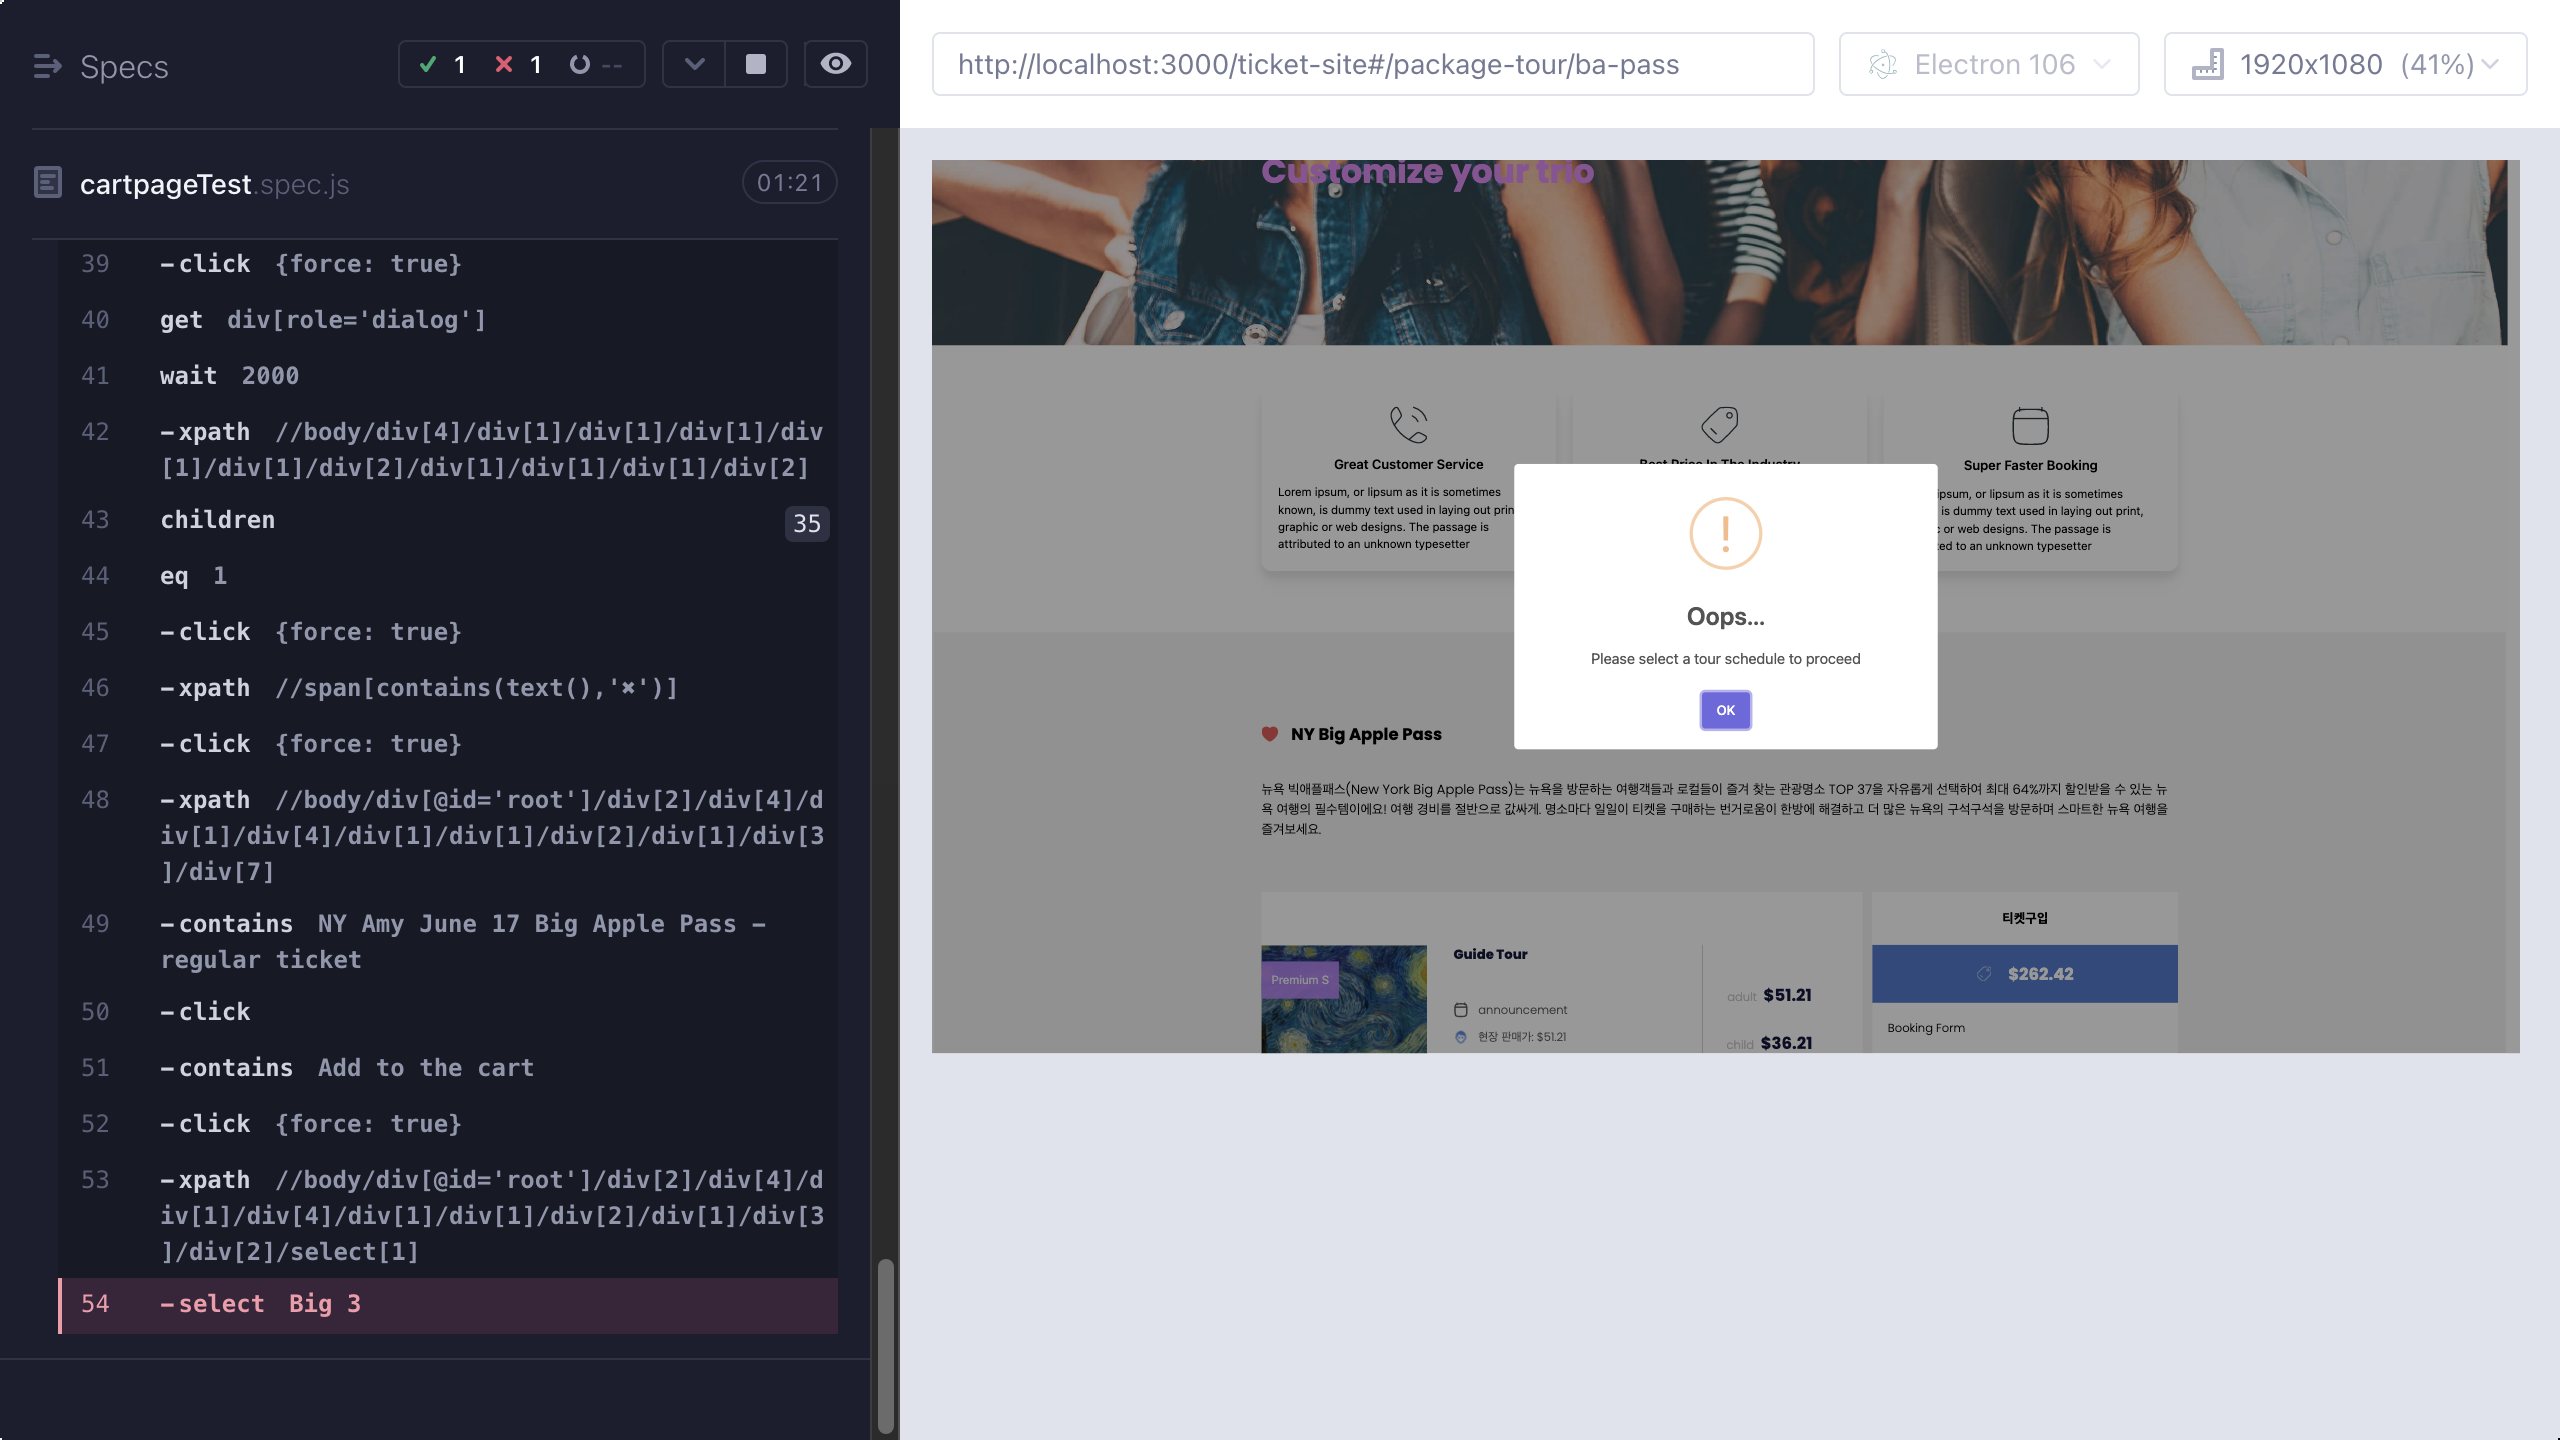 Specs
1
1
--
cartpageTest.spec.js
01:21
39 -click {force: true}
40 get div[role='dialog']
41 wait 2000
42 -xpath //body/div[4]/div[1]/div[1]/div[1]/div
[1]/div[1]/div[2]/div[1]/div[1]/div[1]/div[2]
43 children 35
44 eq 1
45 -click {force: true}
46 -xpath //span[contains(text(),'✖')]
47 -click {force: true}
48 -xpath //body/div[@id='root']/div[2]/div[4]/d
iv[1]/div[4]/div[1]/div[1]/div[2]/div[1]/div[3
]/div[7]
49 -contains NY Amy June 17 Big Apple Pass -
regular ticket
50 -click
51 -contains Add to the cart
52 -click {force: true}
53 -xpath //body/div[@id='root']/div[2]/div[4]/d
iv[1]/div[4]/div[1]/div[1]/div[2]/div[1]/div[3
]/div[2]/select[1]
54 -select Big 3
http://localhost:3000/ticket-site#/package-tour/ba-pass
Electron 106
1920x1080 (41%)
Customize your trio
Great Customer Service
Lorem ipsum, or lipsum as it is sometimes
known, is dummy text used in laying out prin
graphic or web designs. The passage is
attributed to an unknown typesetter
Best Price In The Industry
Super Faster Booking
ipsum, or lipsum as it is sometimes
is dummy text used in laying out print,
c or web designs. The passage is
ted to an unknown typesetter
!
Oops...
Please select a tour schedule to proceed
OK
NY Big Apple Pass
뉴욕 빅애플패스(New York Big Apple Pass)는 뉴욕을 방문하는 여행객들과 로컬들이 즐겨 찾는 관광명소 TOP 37을 자유롭게 선택하여 최대 64%까지 할인받을 수 있는 뉴
욕 여행의 필수템이에요! 여행 경비를 절반으로 값싸게. 명소마다 일일이 티켓을 구매하는 번거로움이 한방에 해결하고 더 많은 뉴욕의 구석구석을 방문하며 스마트한 뉴욕 여행을
즐겨보세요.
Premium S
Guide Tour
announcement
현장 판매가: $51.21
adult $51.21
child $36.21
티켓구입
$262.42
Booking Form